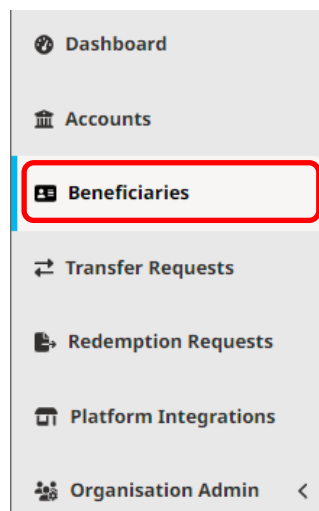 Dashboard
Accounts
Beneficiaries
Transfer Requests
Redemption Requests
Platform Integrations
Organisation Admin